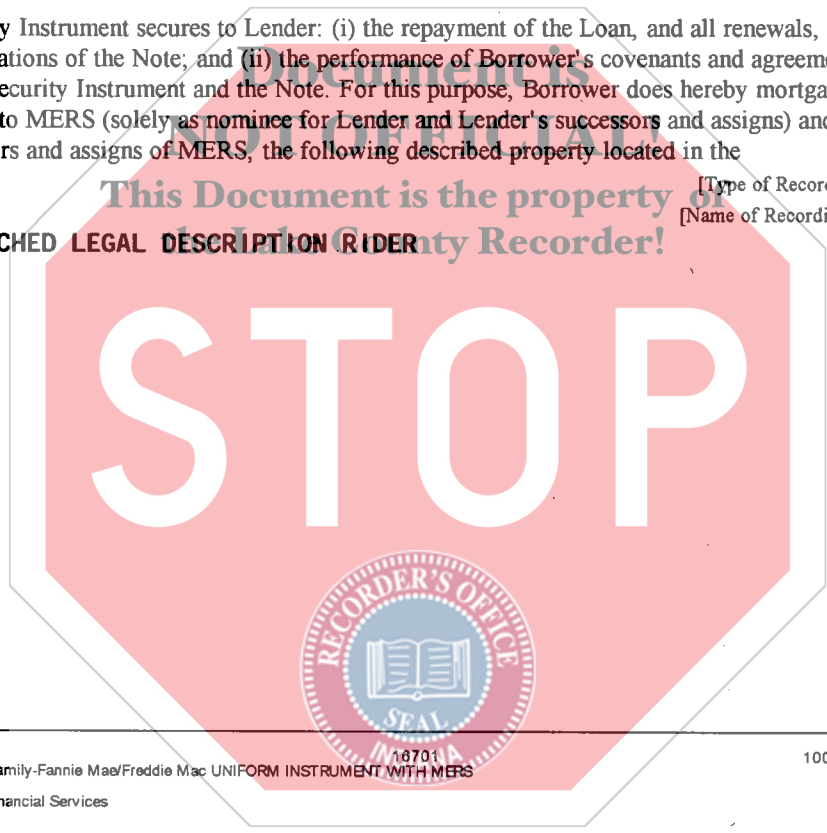 y Instrument secures to Lender: (i) the repayment of the Loan, and all renewals,
ations of the Note; and (ii) the performance of Borrower's covenants and agreem
ecurity Instrument and the Note. For this purpose, Borrower does hereby mortga
to MERS (solely as nominee for Lender and Lender's successors and assigns) and
rs and assigns of MERS, the following described property located in the
Document is
NOT OFFICIAL!
This Document is the property of
the Lake County Recorder!
[Type of Recor
[Name of Recordi
CHED LEGAL DESCRIPTION RIDER
STOP
RECORDER'S OFFICE
SEAL
INDIANA
16701
100
amily-Fannie Mae/Freddie Mac UNIFORM INSTRUMENT WITH MERS
nancial Services